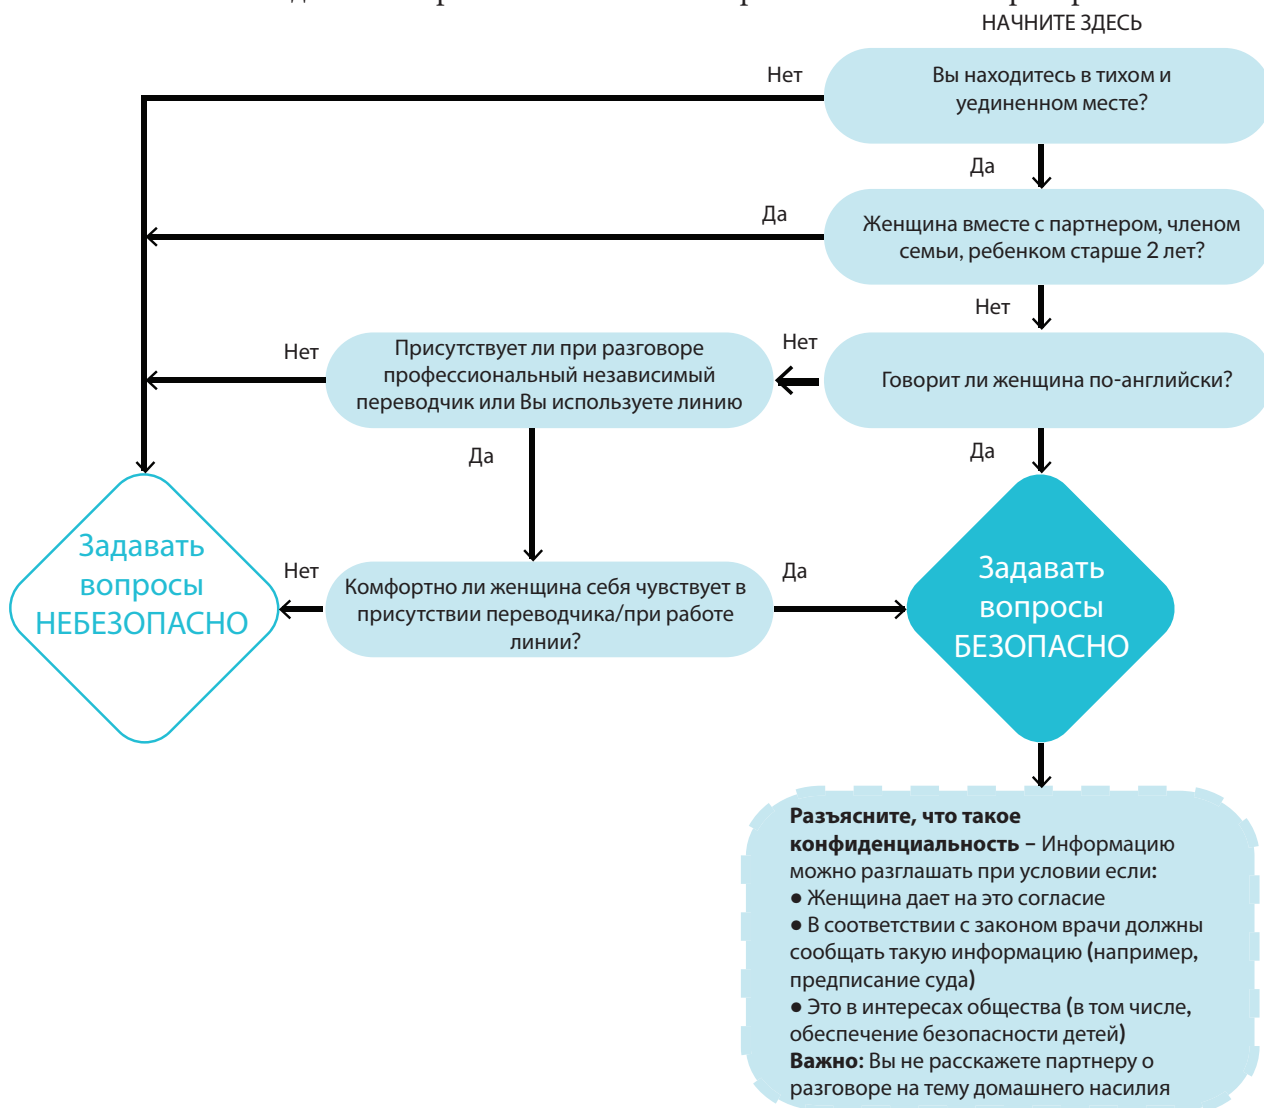 НАЧНИТЕ ЗДЕСЬ
Нет
Вы находитесь в тихом и
уединенном месте?
Да
Да
Женщина вместе с партнером, членом
семьи, ребенком старше 2 лет?
Нет
Нет
Присутствует ли при разговоре
профессиональный независимый
переводчик или Вы используете линию
Нет
Говорит ли женщина по-английски?
Да
Да
Задавать
вопросы
НЕБЕЗОПАСНО
Нет
Комфортно ли женщина себя чувствует в
присутствии переводчика/при работе
линии?
Да
Задавать
вопросы
БЕЗОПАСНО
Разъясните, что такое
конфиденциальность – Информацию
можно разглашать при условии если:
● Женщина дает на это согласие
● В соответствии с законом врачи должны
сообщать такую информацию (например,
предписание суда)
● Это в интересах общества (в том числе,
обеспечение безопасности детей)
Важно: Вы не расскажете партнеру о
разговоре на тему домашнего насилия